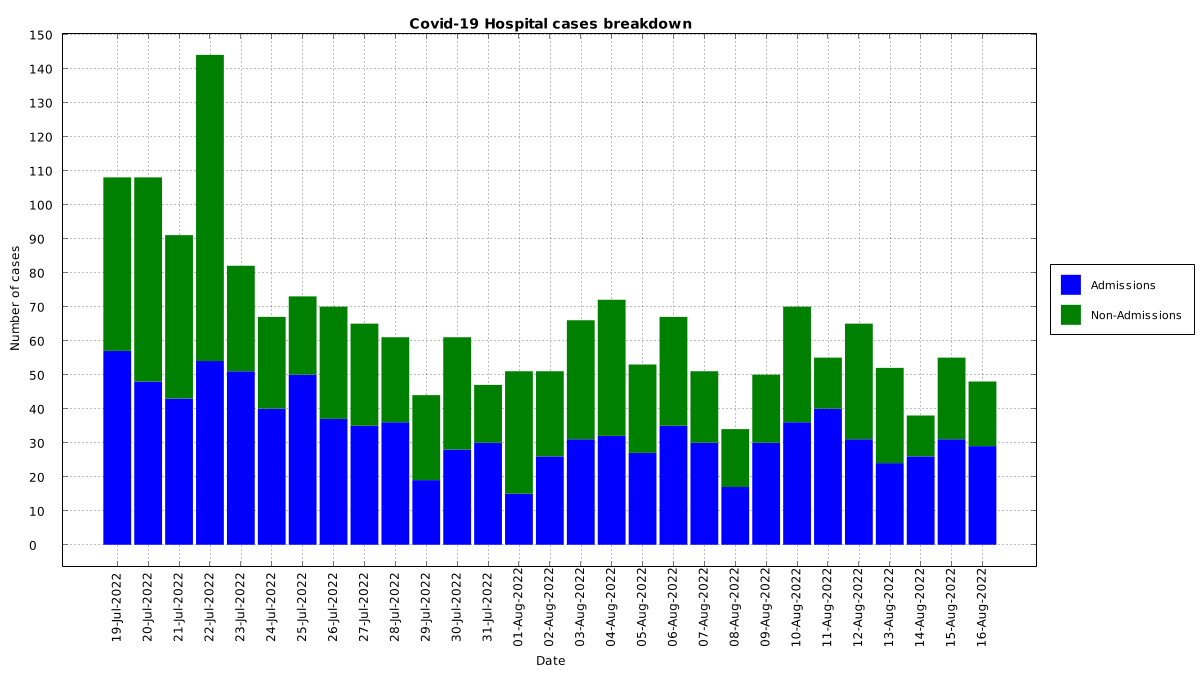 Covid-19 Hospital cases breakdown
150
140
130
120
110
100
90
80
70
60
50
40
30
20
10
0
Number of cases
19-Jul-2022
20-Jul-2022
21-Jul-2022
22-Jul-2022
23-Jul-2022
24-Jul-2022
25-Jul-2022
26-Jul-2022
27-Jul-2022
28-Jul-2022
29-Jul-2022
30-Jul-2022
31-Jul-2022
01-Aug-2022
02-Aug-2022
03-Aug-2022
04-Aug-2022
05-Aug-2022
06-Aug-2022
07-Aug-2022
08-Aug-2022
09-Aug-2022
10-Aug-2022
11-Aug-2022
12-Aug-2022
13-Aug-2022
14-Aug-2022
15-Aug-2022
16-Aug-2022
Date
Admissions
Non-Admissions